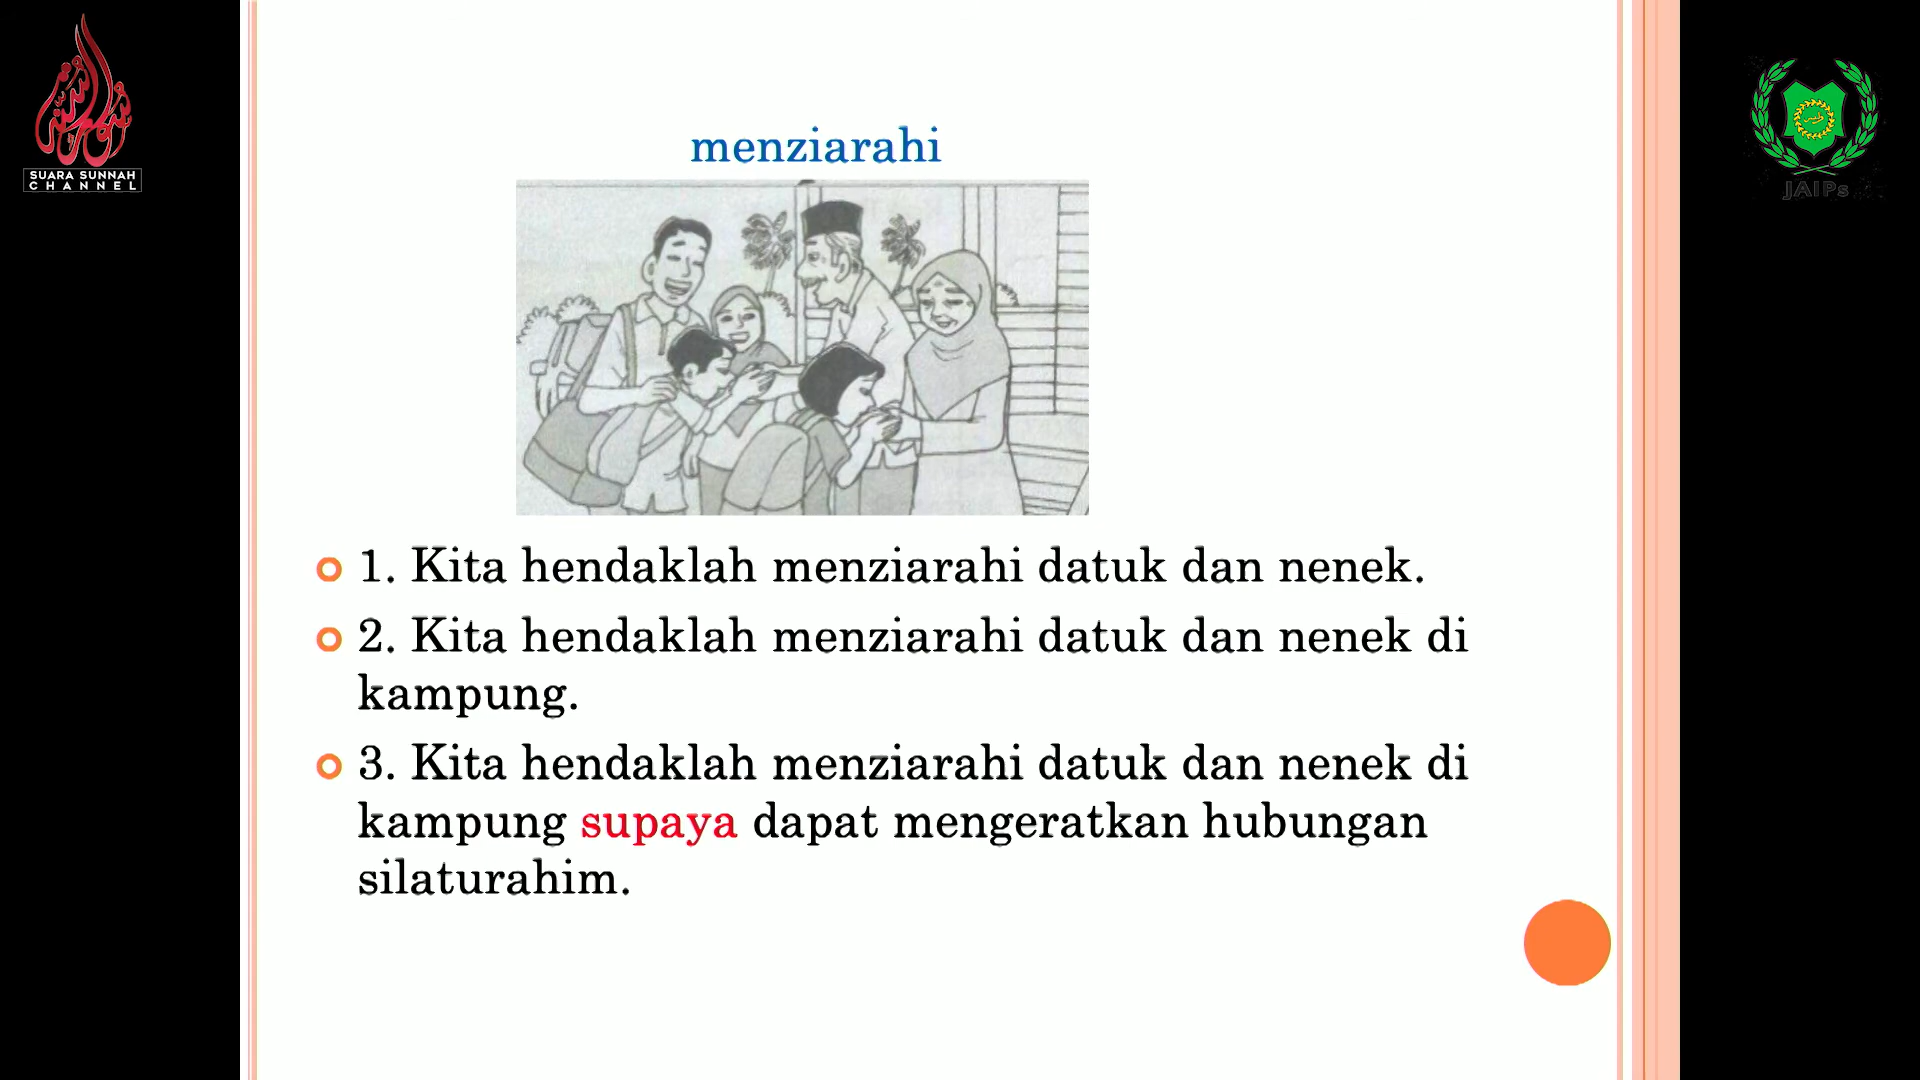 SUARA SUNNAH
CHANNEL
JAIPs
menziarahi
1. Kita hendaklah menziarahi datuk dan nenek.
2. Kita hendaklah menziarahi datuk dan nenek di
kampung.
3. Kita hendaklah menziarahi datuk dan nenek di
kampung supaya dapat mengeratkan hubungan
silaturahim.